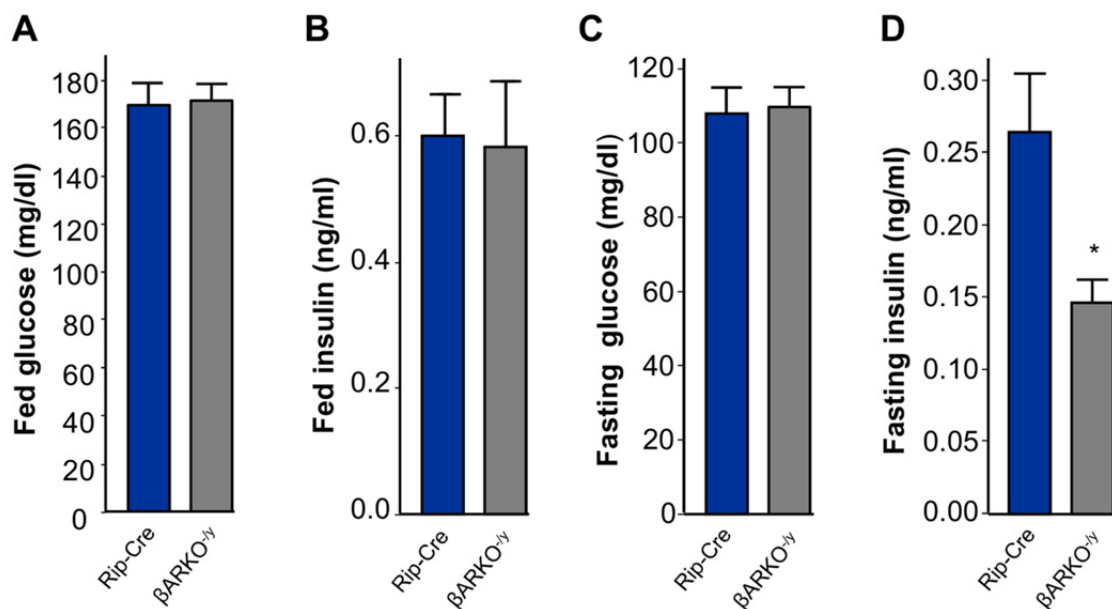 A
Fed glucose (mg/dl)
180
160
140
120
100
80
60
40
20
0
Rip-Cre
βARKO-/y
B
Fed insulin (ng/ml)
0.6
0.4
0.2
0.0
Rip-Cre
βARKO-/y
C
Fasting glucose (mg/dl)
120
100
80
60
40
20
0
Rip-Cre
βARKO-/y
D
Fasting insulin (ng/ml)
0.30
0.25
0.20
0.15
0.10
0.05
0.00
*
Rip-Cre
βARKO-/y